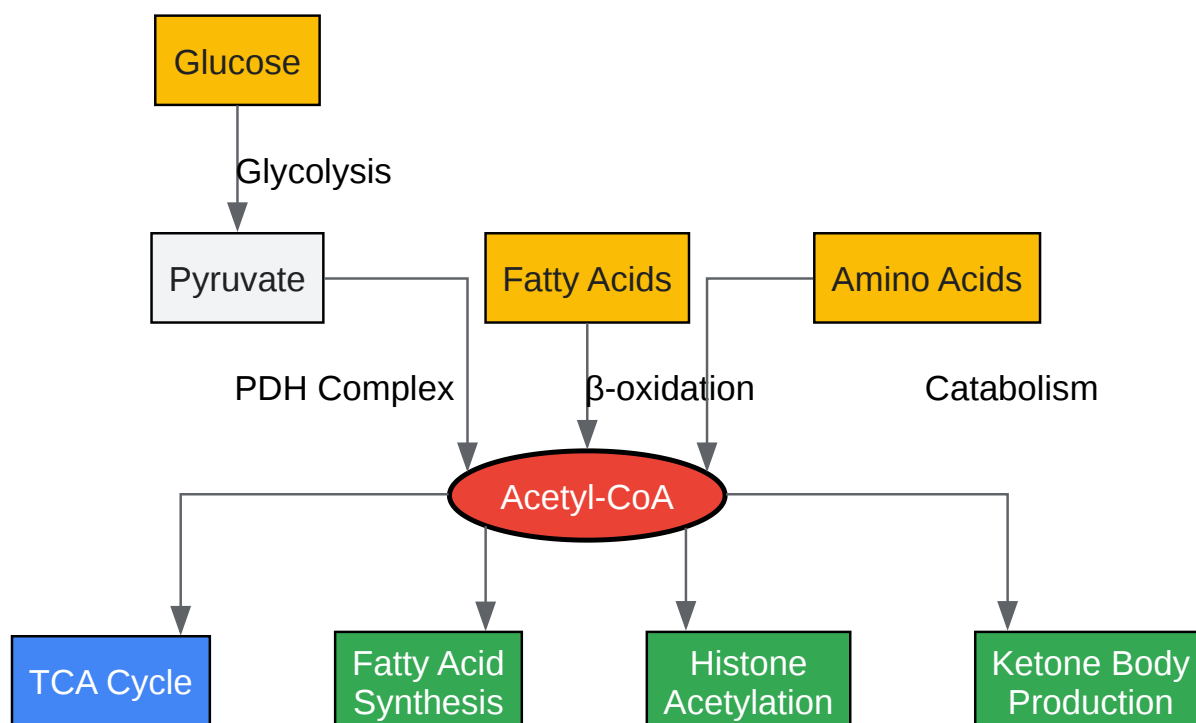 Glucose
Glycolysis
Pyruvate
Fatty Acids
Amino Acids
PDH Complex
β-oxidation
Catabolism
Acetyl-CoA
TCA Cycle
Fatty Acid
Synthesis
Histone
Acetylation
Ketone Body
Production